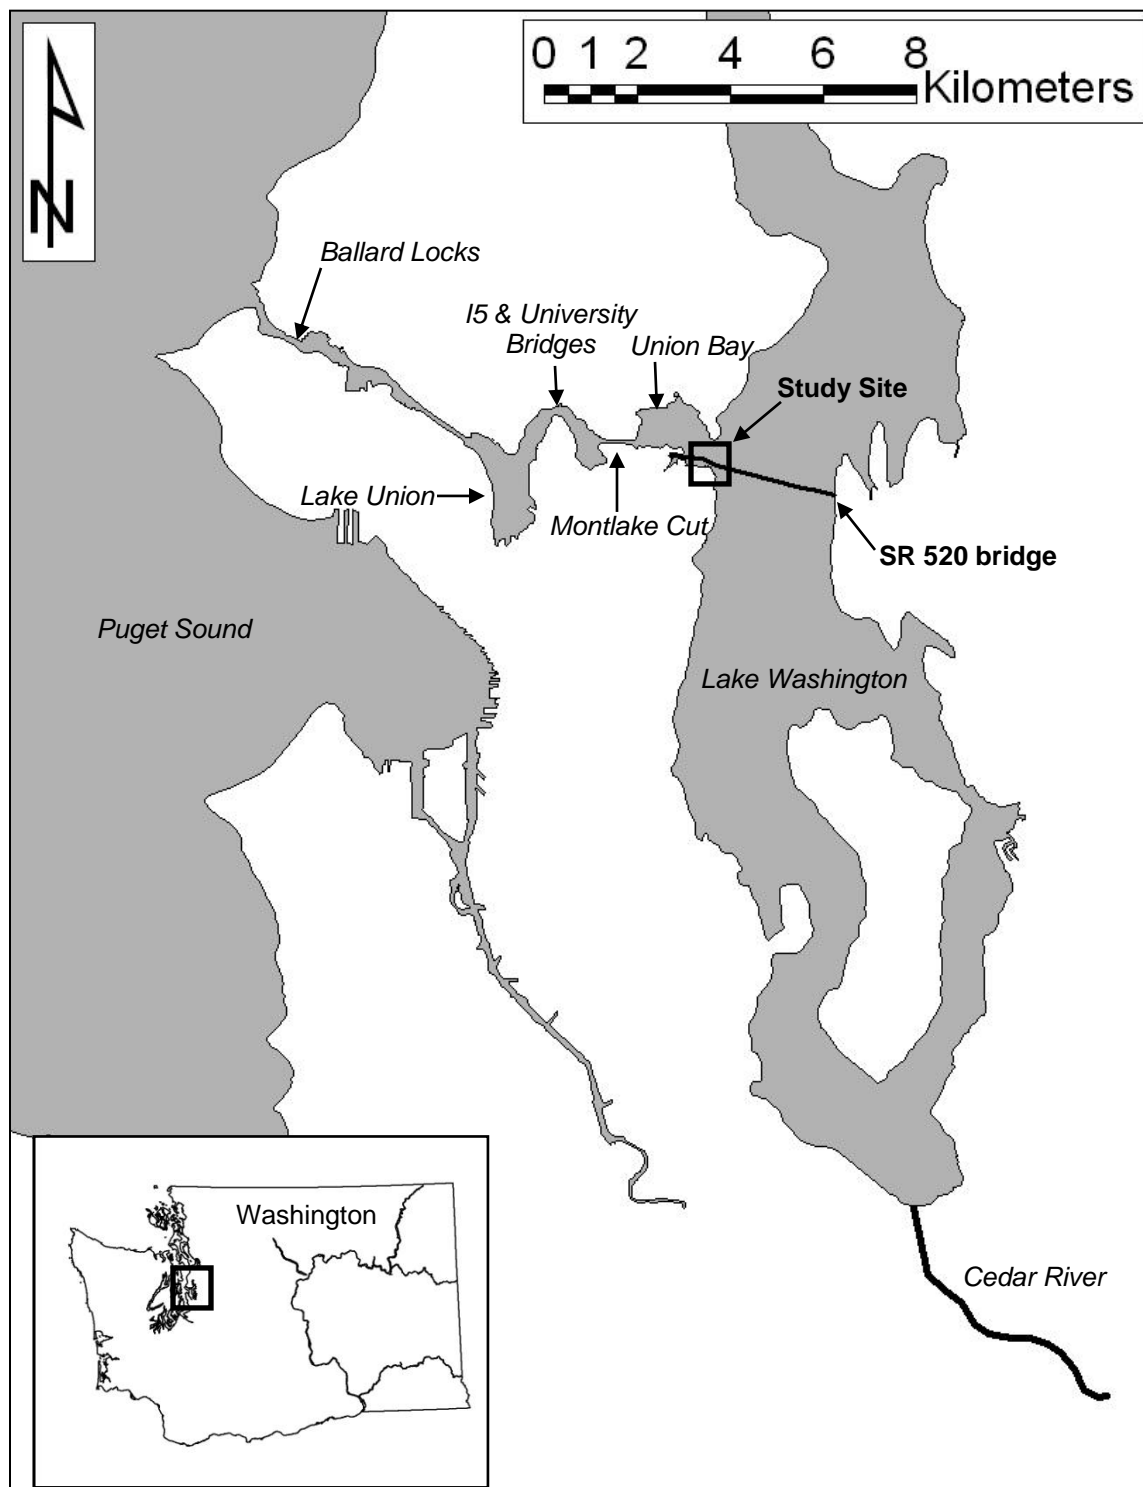 0 1 2 4 6 8
Kilometers
N
Ballard Locks
I5 & University
Bridges
Union Bay
Study Site
Lake Union
Montlake Cut
SR 520 bridge
Puget Sound
Lake Washington
Washington
Cedar River